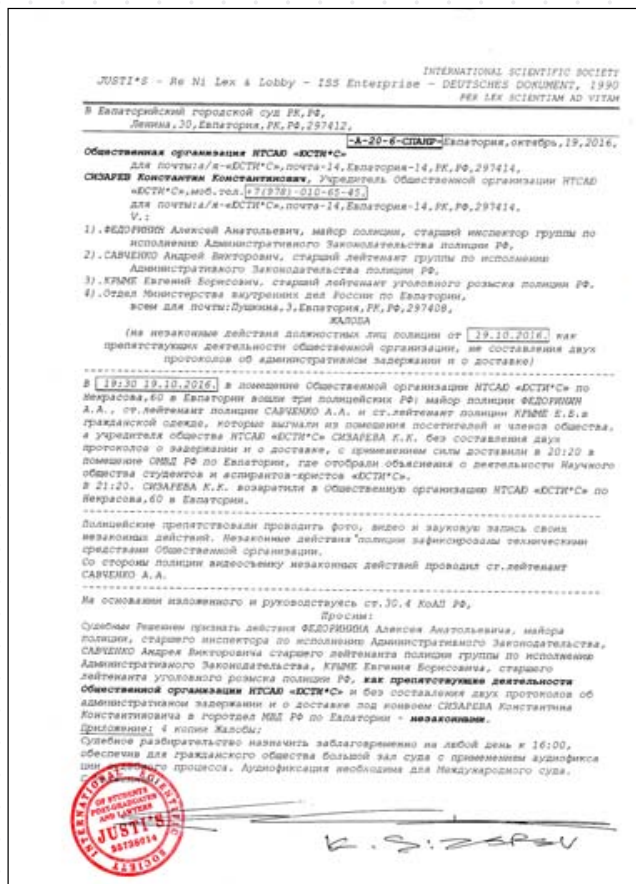 INTERNATIONAL SCIENTIFIC SOCIETY
JUSTI*S - Re Ni Lex & Lobby - ISS Enterprise - DEUTSCHES DOKUMENT, 1990
PER LEX SCIENTIAM AD VITAM
В Евпаторийский городской суд РК,РФ,
Ленина,30,Евпатория,РК,РФ,297412,
-А-20-6-СПАНР-Евпатория,октябрь,19,2016,
Общественная организация НТСАЮ «ЮСТИ*С»
для почты:а/я-«ЮСТИ*С»,почта-14,Евпатория-14,РК,РФ,297414,
СИЗАРЕВ Константин Константинович, Учредитель Общественной организации НТСАЮ
«ЮСТИ*С»,моб.тел.+7(978)-010-65-45,
для почты:а/я-«ЮСТИ*С»,почта-14,Евпатория-14,РК,РФ,297414,
V.:
1).ФЕДОРИНИН Алексей Анатольевич, майор полиции, старший инспектор группы по
исполнению Административного Законодательства полиции РФ,
2).САВЧЕНКО Андрей Викторович, старший лейтенант группы по исполнению
Административного Законодательства полиции РФ,
3).КРЫМЕ Евгений Борисович, старший лейтенант уголовного розыска полиции РФ.
4).Отдел Министерства внутренних дел России по Евпатории,
всем для почты:Пушкина,3,Евпатория,РК,РФ,297408,
ЖАЛОБА
(на незаконные действия должностных лиц полиции от 19.10.2016. как
препятствующих деятельности общественной организации, не составления двух
протоколов об административном задержании и о доставке)
В 19:30 19.10.2016. в помещение Общественной организации НТСАЮ «ЮСТИ*С» по
Некрасова,60 в Евпатории вошли три полицейских РФ: майор полиции ФЕДОРИНИН
А.А., ст.лейтенант полиции САВЧЕНКО А.А. и ст.лейтенант полиции КРЫМЕ Е.Б.в
гражданской одежде, которые выгнали из помещения посетителей и членов общества,
а учредителя общества НТСАЮ «ЮСТИ*С» СИЗАРЕВА К.К. без составления двух
протоколов о задержании и о доставке, с применением силы доставили в 20:20 в
помещение ОМВД РФ по Евпатории, где отобрали объяснения о деятельности Научного
общества студентов и аспирантов-юристов «ЮСТИ*С».
В 21:20. СИЗАРЕВА К.К. возвратили в Общественную организацию НТСАЮ «ЮСТИ*С» по
Некрасова,60 в Евпатории.
Полицейские препятствовали проводить фото, видео и звуковую запись своих
незаконных действий. Незаконные действия полиции зафиксированы техническими
средствами Общественной организации.
Со стороны полиции видеосъемку незаконных действий проводил ст.лейтенант
САВЧЕНКО А.А.
На основании изложенного и руководствуясь ст.30.4 КоАП РФ,
Просим:
Судебным Решением признать действия ФЕДОРИНИНА Алексея Анатольевича, майора
полиции, старшего инспектора по исполнению Административного Законодательства,
САВЧЕНКО Андрея Викторовича старшего лейтенанта полиции группы по исполнению
Административного Законодательства, КРЫМЕ Евгения Борисовича, старшего
лейтенанта уголовного розыска полиции РФ, как препятствующие деятельности
Общественной организации НТСАЮ «ЮСТИ*С» и без составления двух протоколов об
административном задержании и о доставке под конвоем СИЗАРЕВА Константина
Константиновича в горотдел МВД РФ по Евпатории - незаконными.
Приложение: 4 копии Жалобы;
Судебное разбирательство назначить заблаговременно на любой день к 16:00,
обеспечив для гражданского общества большой зал суда с применением аудиофикса
ции процесса. Аудиофиксация необходима для Международного суда.
INTERNATIONAL SCIENTIFIC SOCIETY
OF STUDENTS
POST-GRADUATES
AND LAWYERS
JUSTI'S